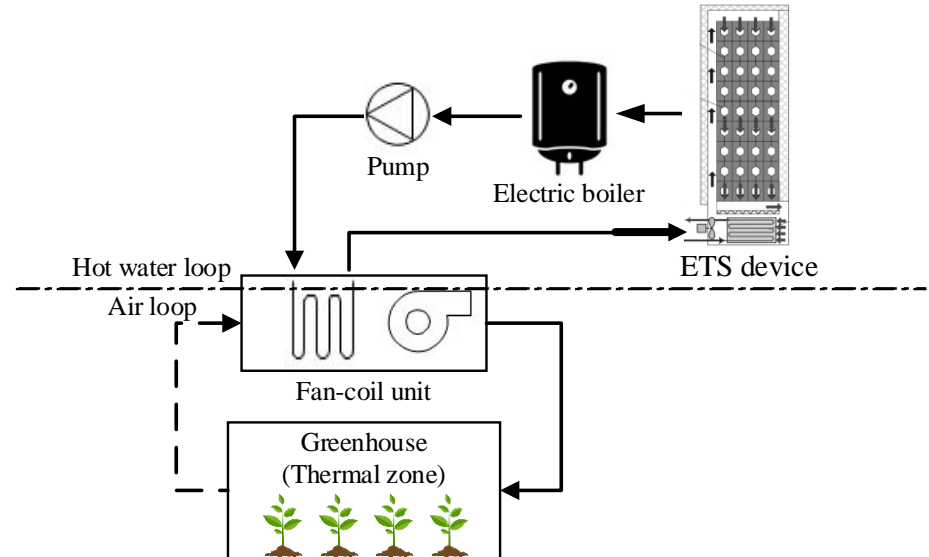 Pump
Electric boiler
ETS device
Hot water loop
Air loop
Fan-coil unit
Greenhouse
(Thermal zone)